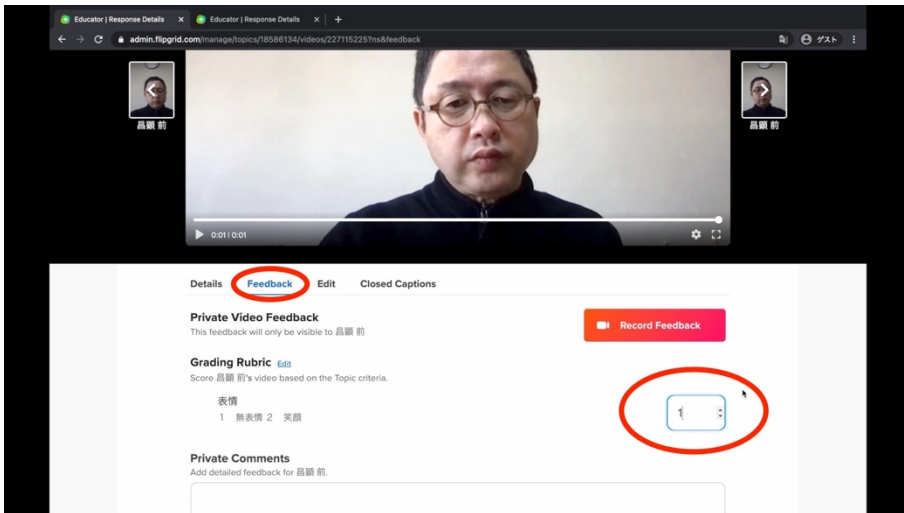 Educator | Response Details
Educator | Response Details
admin.flipgrid.com/manage/topics/18586134/videos/227115225?ns&feedback
ゲスト
昌顕 前
昌顕 前
0:01 | 0:01
Details Feedback Edit Closed Captions
Private Video Feedback
This feedback will only be visible to 昌顕 前
Record Feedback
Grading Rubric Edit
Score 昌顕 前's video based on the Topic criteria.
表情
1 無表情 2 笑顔
1
Private Comments
Add detailed feedback for 昌顕 前.